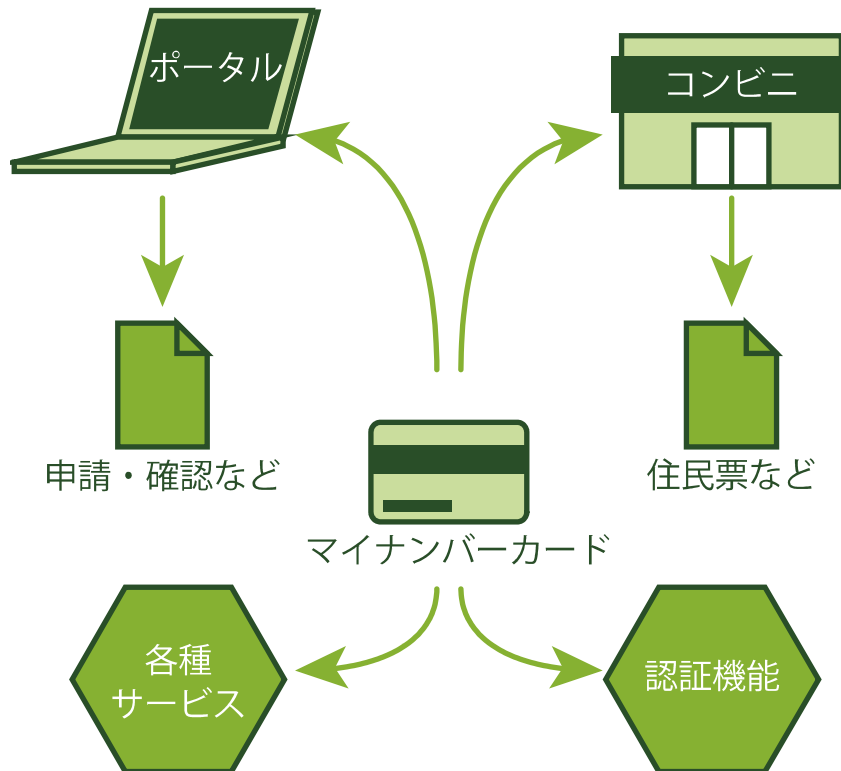 ポータル
コンビニ
申請・確認など
住民票など
マイナンバーカード
各種
サービス
認証機能